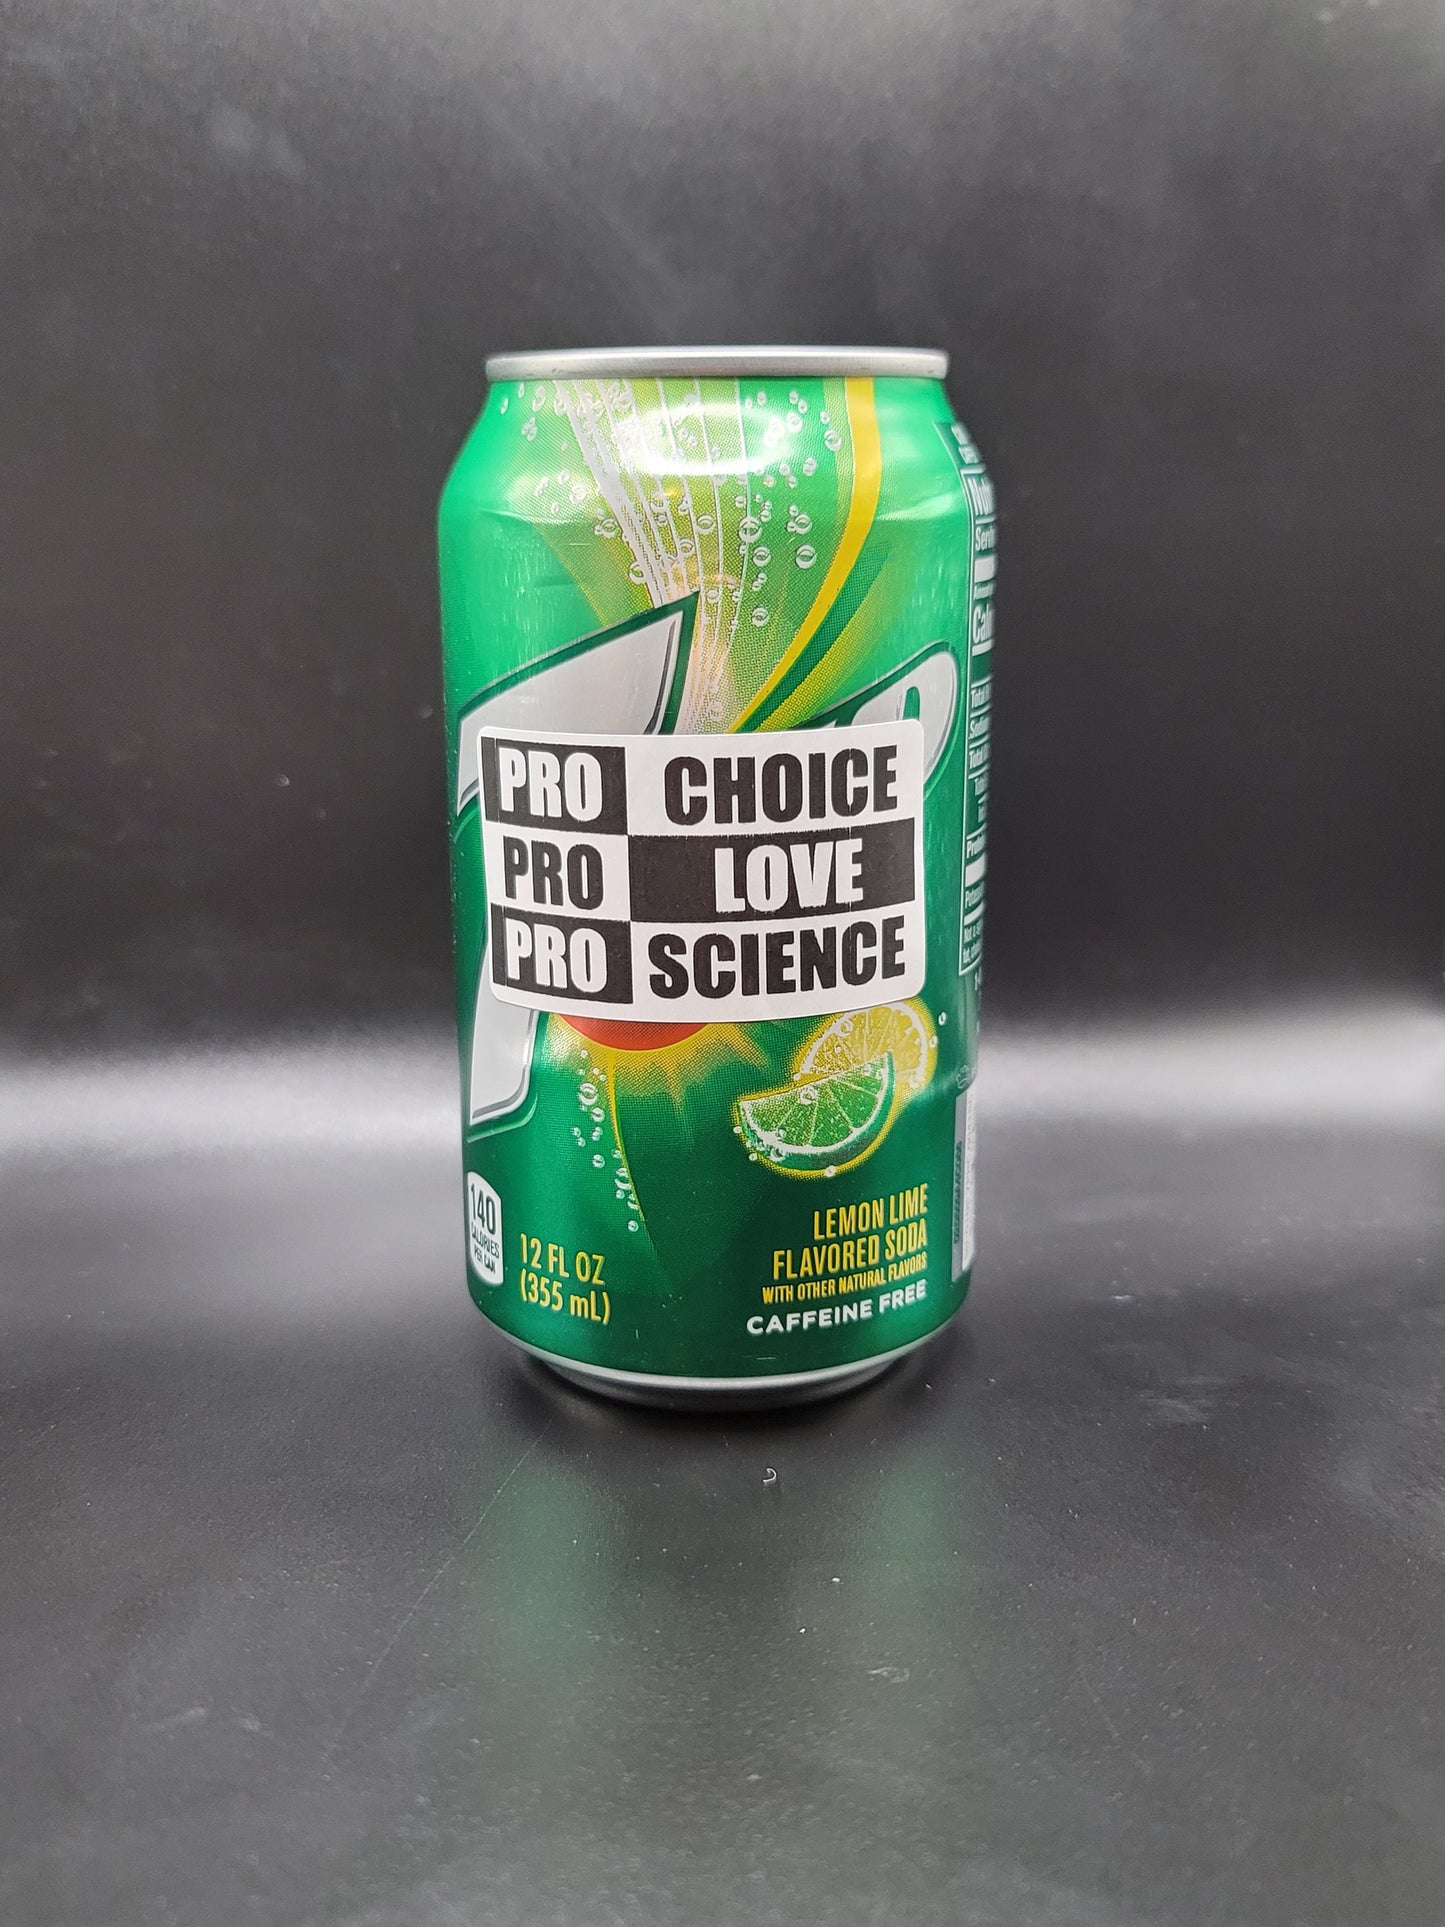 PRO CHOICE
PRO LOVE
PRO SCIENCE
140
CALORIES
PER CAN
12 FL OZ
(355 mL)
LEMON LIME
FLAVORED SODA
WITH OTHER NATURAL FLAVORS
CAFFEINE FREE